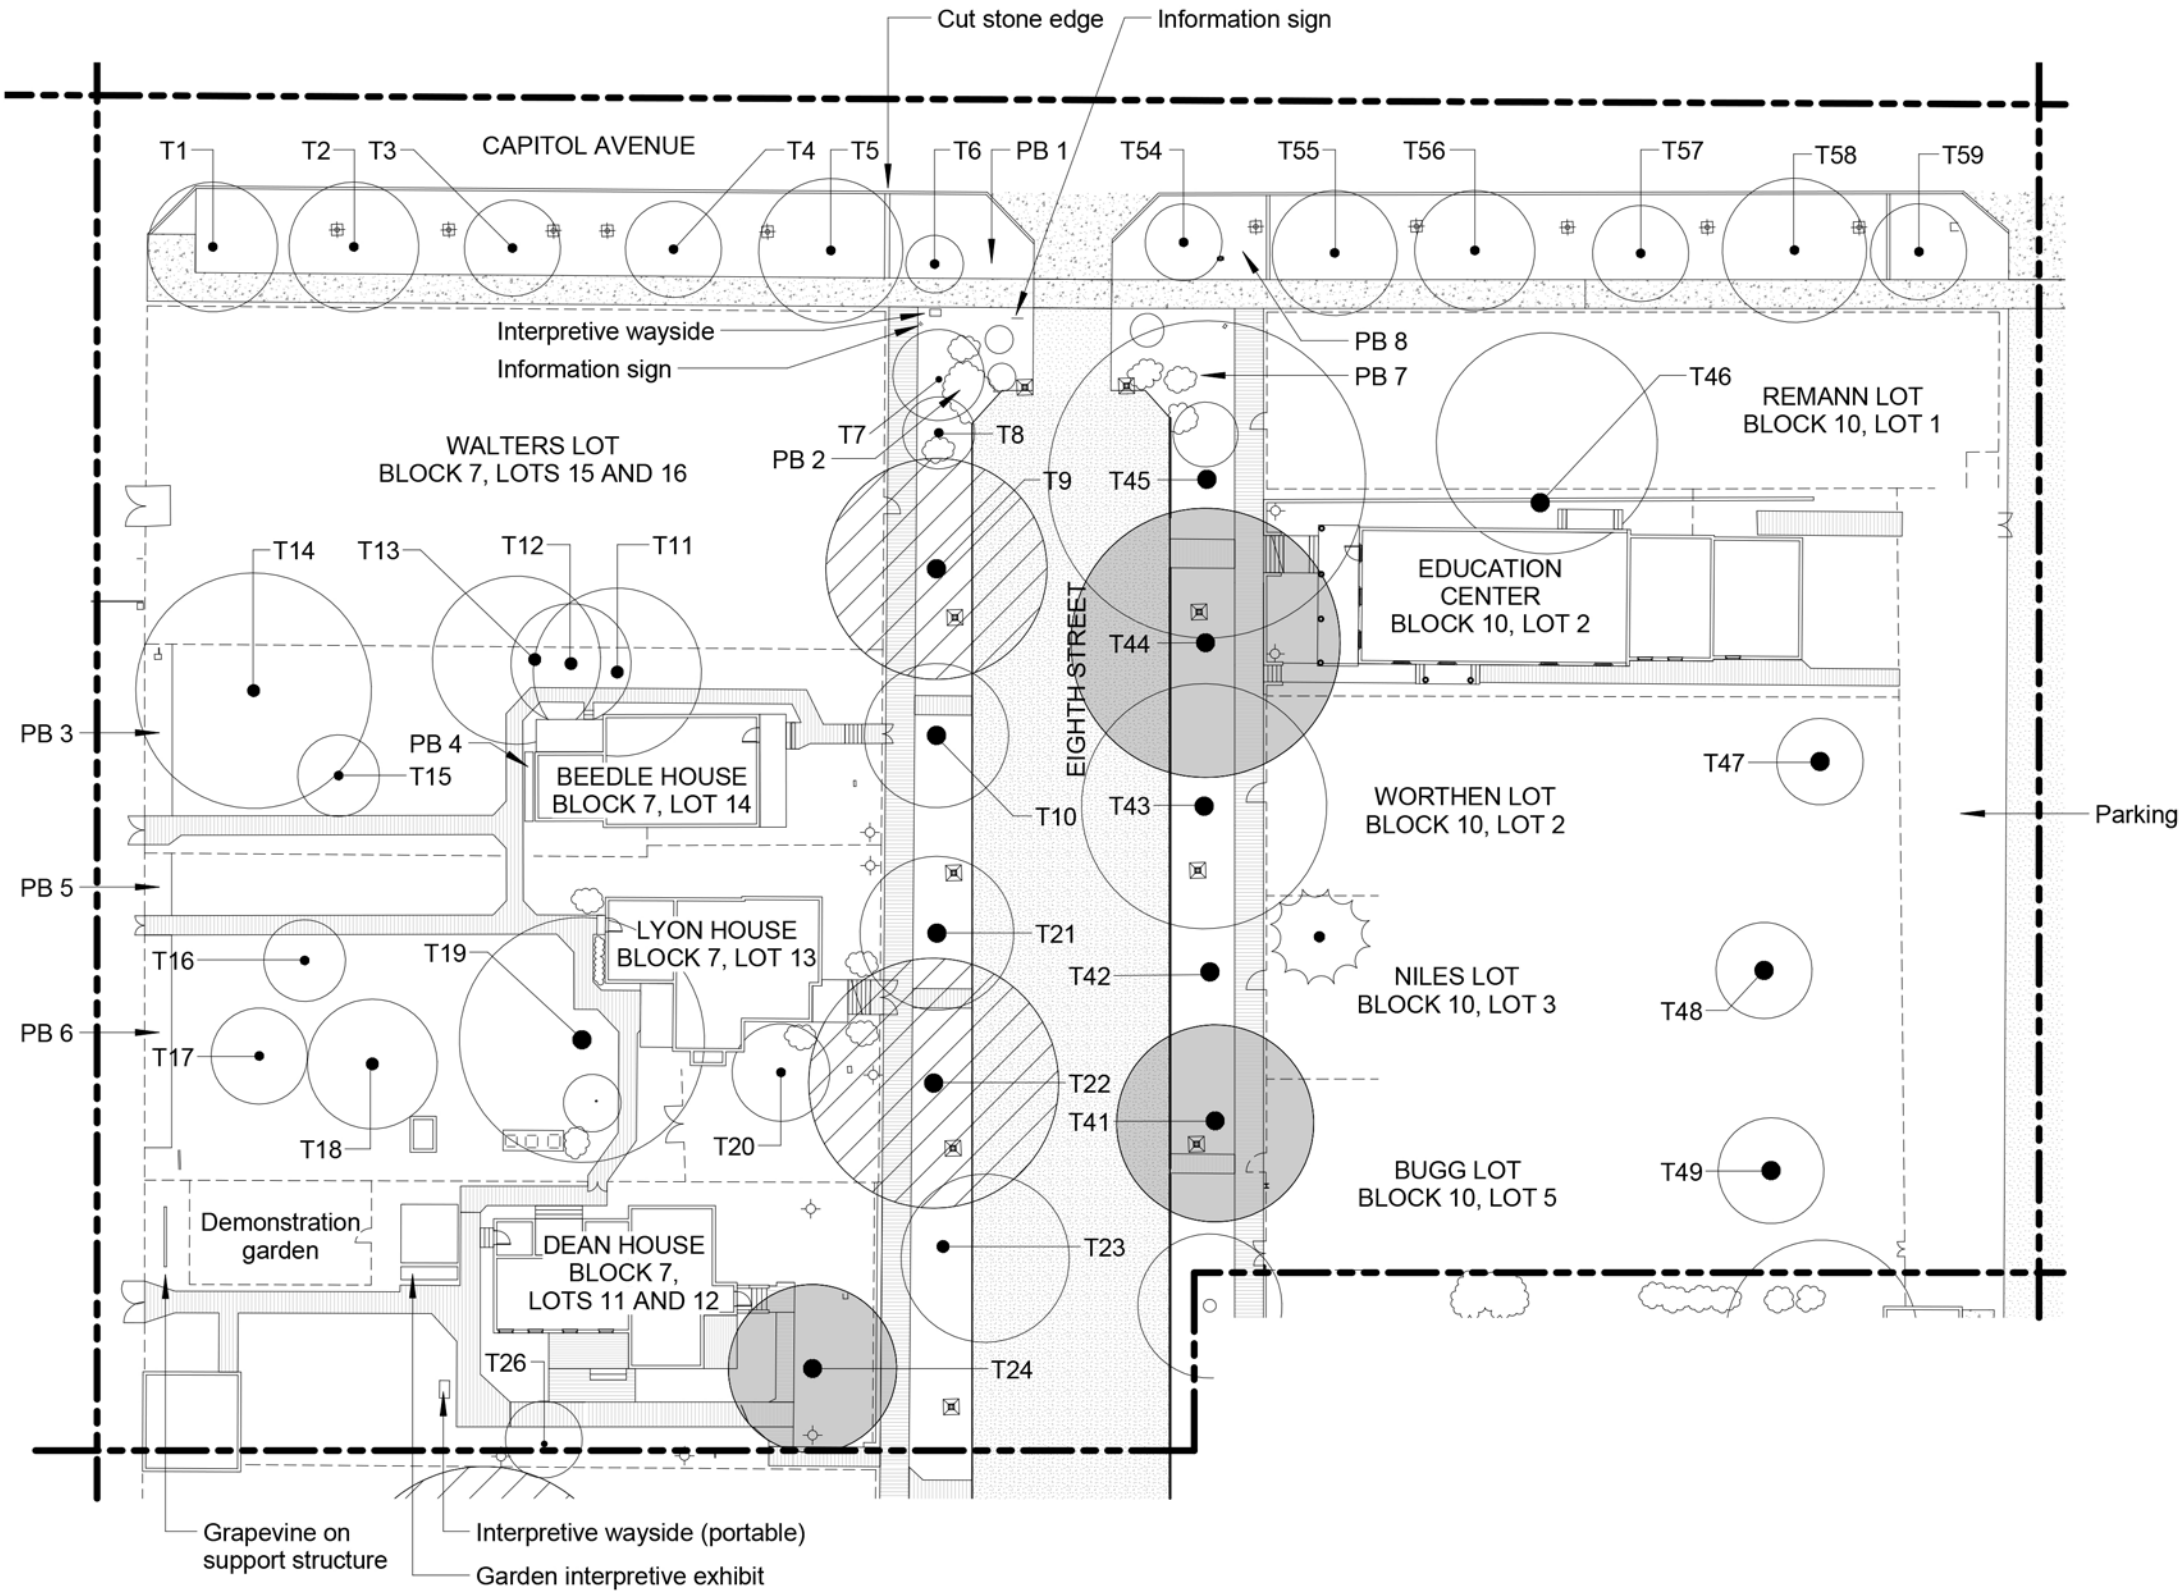 Cut stone edge
Information sign
CAPITOL AVENUE
T1
T2
T3
T4
T5
T6
PB 1
T54
T55
T56
T57
T58
T59
Interpretive wayside
Information sign
PB 8
PB 7
T46
REMANN LOT
BLOCK 10, LOT 1
T7
T8
PB 2
WALTERS LOT
BLOCK 7, LOTS 15 AND 16
T9
T45
T14
T13
T12
T11
EDUCATION
CENTER
BLOCK 10, LOT 2
EIGHTH STREET
T44
PB 3
PB 4
T15
BEEDLE HOUSE
BLOCK 7, LOT 14
T10
T43
T47
WORTHEN LOT
BLOCK 10, LOT 2
Parking
PB 5
LYON HOUSE
BLOCK 7, LOT 13
T16
T19
T21
T42
NILES LOT
BLOCK 10, LOT 3
T48
PB 6
T17
T18
T20
T22
T41
BUGG LOT
BLOCK 10, LOT 5
T49
Demonstration
garden
DEAN HOUSE
BLOCK 7,
LOTS 11 AND 12
T23
T26
T24
Grapevine on
support structure
Interpretive wayside (portable)
Garden interpretive exhibit